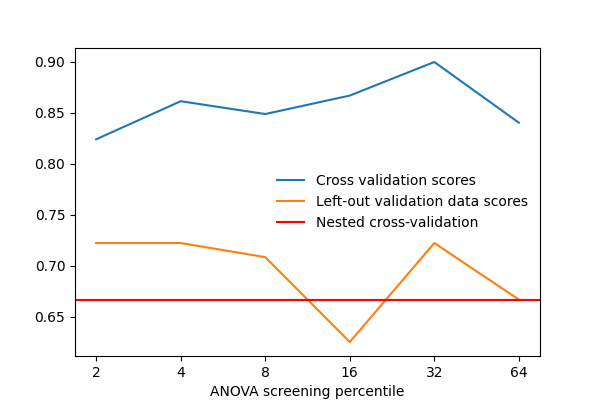 0.90
0.85
0.80
0.75
0.70
0.65
Cross validation scores
Left-out validation data scores
Nested cross-validation
2 4 8 16 32 64
ANOVA screening percentile